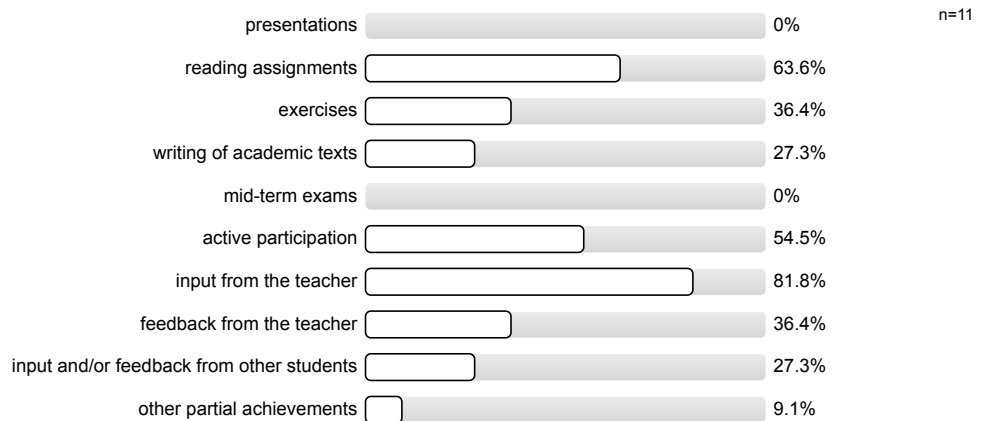 n=11
presentations 0%
reading assignments 63.6%
exercises 36.4%
writing of academic texts 27.3%
mid-term exams 0%
active participation 54.5%
input from the teacher 81.8%
feedback from the teacher 36.4%
input and/or feedback from other students 27.3%
other partial achievements 9.1%